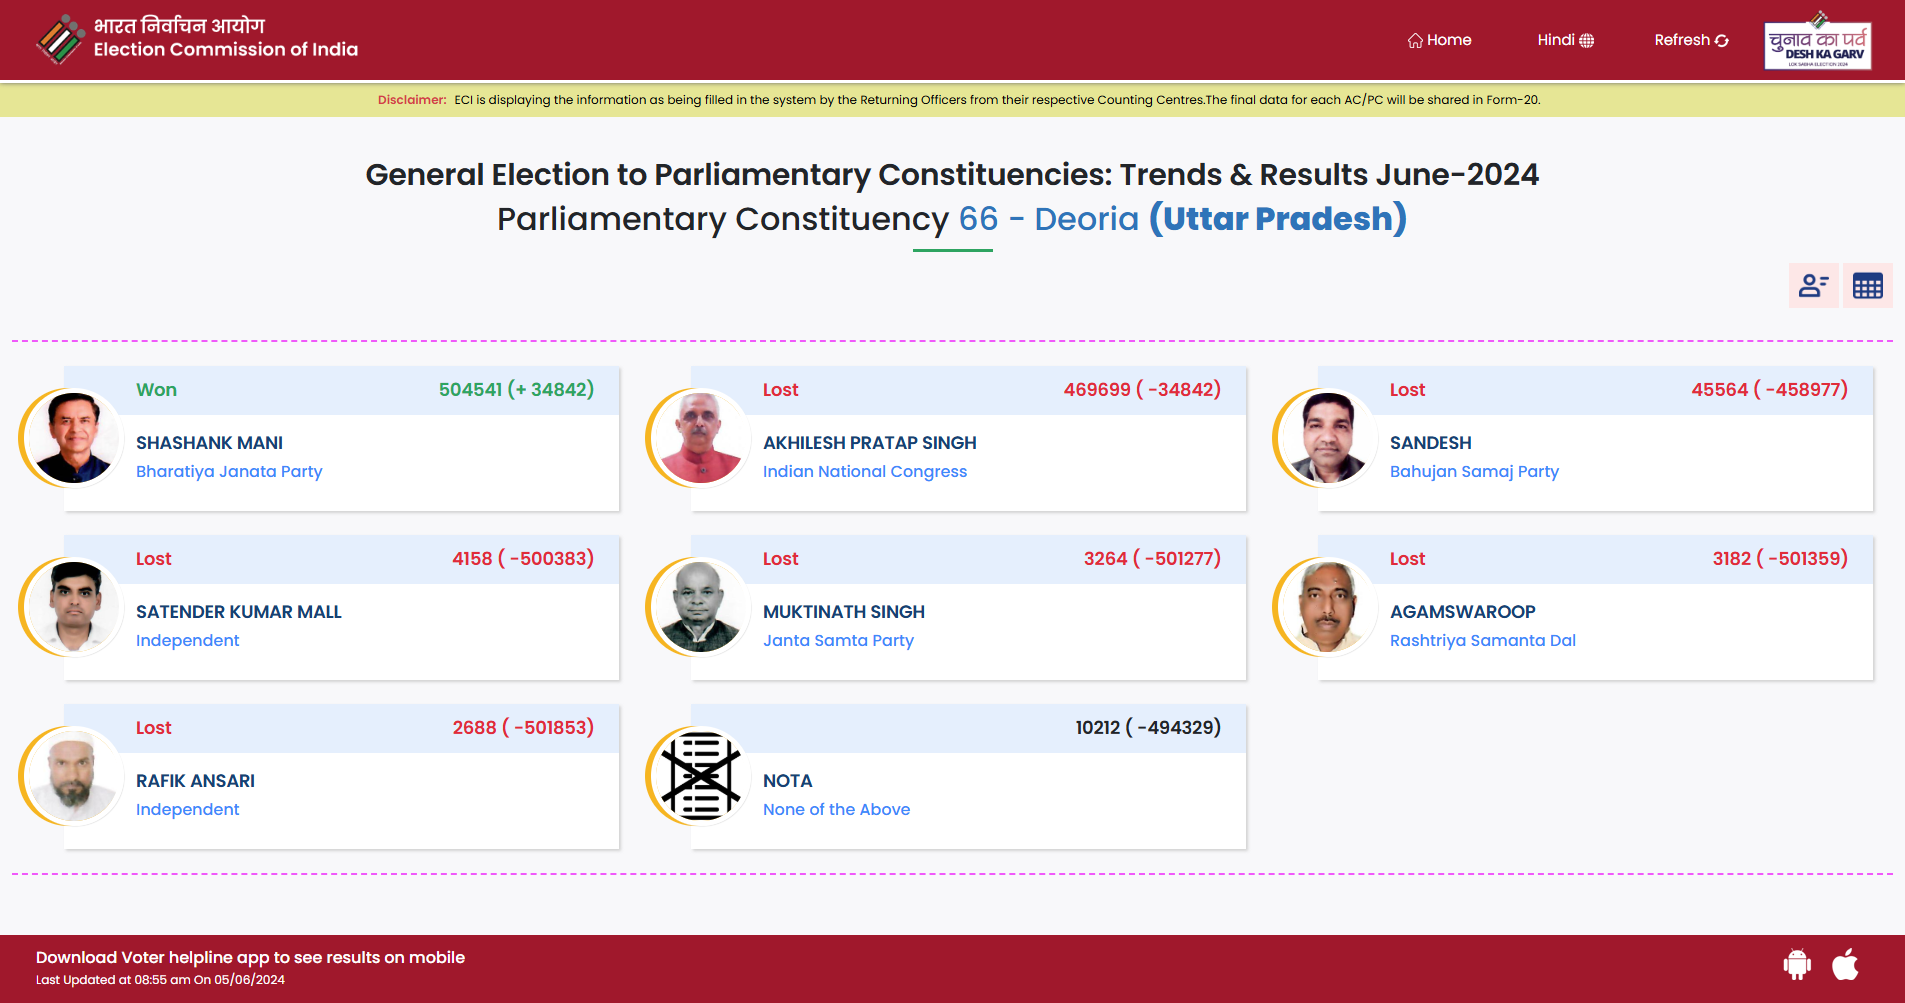 भारत निर्वाचन आयोग
Election Commission of India
Home
Hindi
Refresh
चुनाव का पर्व
DESH KA GARV
LOK SABHA ELECTION 2024
Disclaimer: ECI is displaying the information as being filled in the system by the Returning Officers from their respective Counting Centres.The final data for each AC/PC will be shared in Form-20.
General Election to Parliamentary Constituencies: Trends & Results June-2024
Parliamentary Constituency 66 - Deoria (Uttar Pradesh)
Won 504541 (+ 34842)
SHASHANK MANI
Bharatiya Janata Party
Lost 469699 ( -34842)
AKHILESH PRATAP SINGH
Indian National Congress
Lost 45564 ( -458977)
SANDESH
Bahujan Samaj Party
Lost 4158 ( -500383)
SATENDER KUMAR MALL
Independent
Lost 3264 ( -501277)
MUKTINATH SINGH
Janta Samta Party
Lost 3182 ( -501359)
AGAMSWAROOP
Rashtriya Samanta Dal
Lost 2688 ( -501853)
RAFIK ANSARI
Independent
10212 ( -494329)
NOTA
None of the Above
Download Voter helpline app to see results on mobile
Last Updated at 08:55 am On 05/06/2024